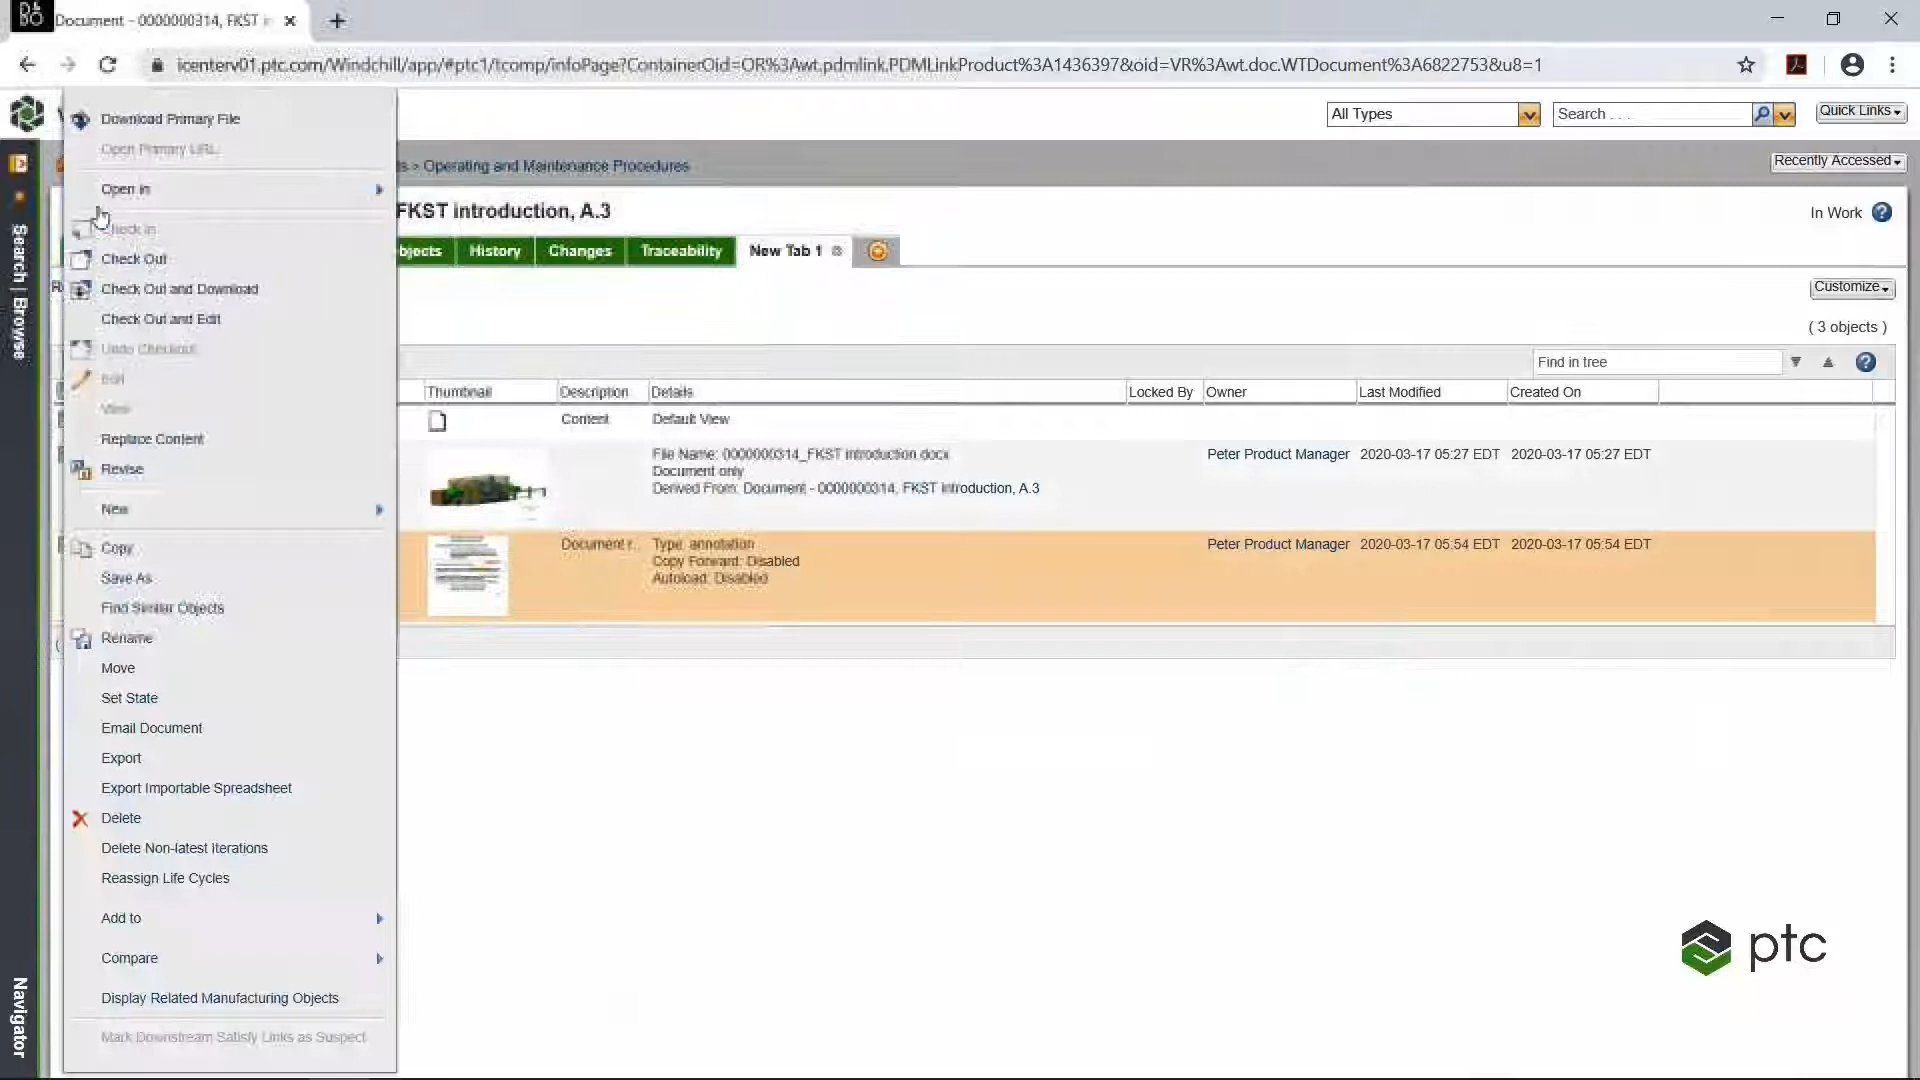 Document - 0000000314, FKST i
icenterv01.ptc.com/Windchill/app/#ptc1/tcomp/infoPage?ContainerOid=OR%3Awt.pdmlink.PDMLinkProduct%3A1436397&oid=VR%3Awt.doc.WTDocument%3A6822753&u8=1
All Types
Search . . .
Quick Links
ts > Operating and Maintenance Procedures
Recently Accessed
FKST introduction, A.3
In Work
bjects
History
Changes
Traceability
New Tab 1
Customize
( 3 objects )
Find in tree
Thumbnail
Description
Details
Locked By
Owner
Last Modified
Created On
Content
Default View
File Name: 0000000314_FKST introduction.docx
Document only
Derived From: Document - 0000000314, FKST Introduction, A.3
Peter Product Manager
2020-03-17 05:27 EDT
2020-03-17 05:27 EDT
Document r...
Type: annotation
Copy Forward: Disabled
Autoload: Disabled
Peter Product Manager
2020-03-17 05:54 EDT
2020-03-17 05:54 EDT
Download Primary File
Open Primary URL
Open in
Check In
Check Out
Check Out and Download
Check Out and Edit
Undo Checkout
Edit
View
Replace Content
Revise
New
Copy
Save As
Find Similar Objects
Rename
Move
Set State
Email Document
Export
Export Importable Spreadsheet
Delete
Delete Non-latest Iterations
Reassign Life Cycles
Add to
Compare
Display Related Manufacturing Objects
Mark Downstream Satisfy Links as Suspect
Search | Browse
Navigator
ptc